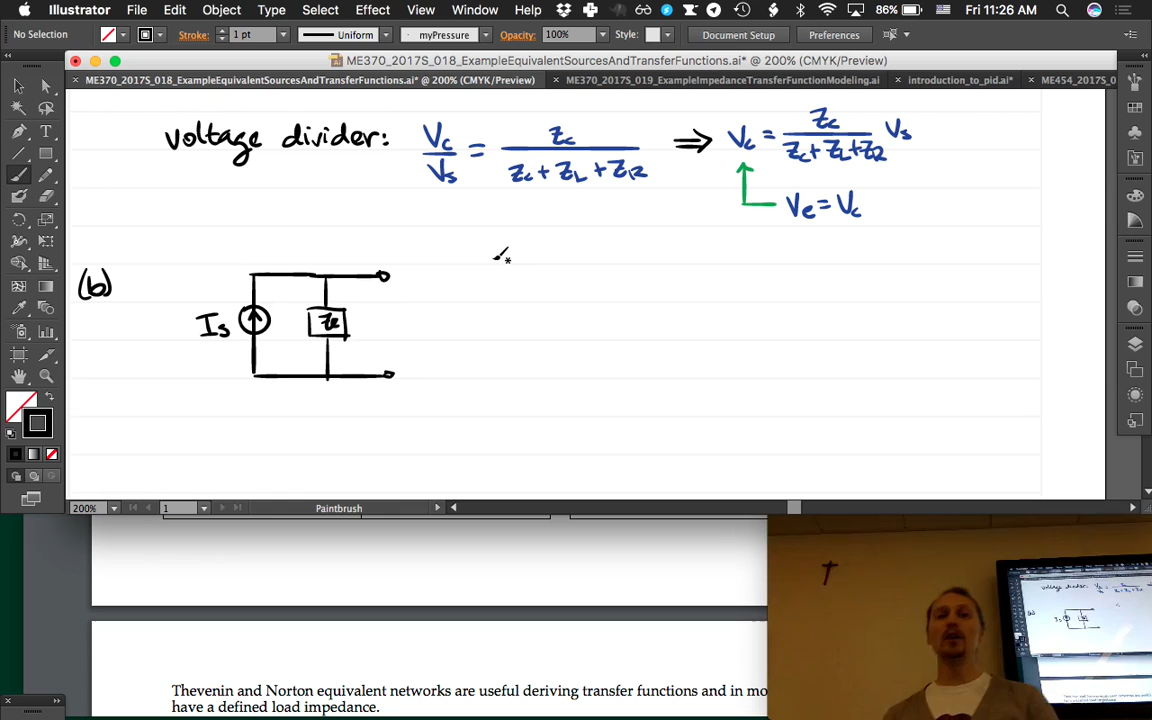 Illustrator File Edit Object Type Select Effect View Window Help 86% Fri 11:26 AM
No Selection Stroke: 1 pt Uniform myPressure Opacity: 100% Style: Document Setup Preferences
ME370_2017S_018_ExampleEquivalentSourcesAndTransferFunctions.ai* @ 200% (CMYK/Preview)
ME370_2017S_018_ExampleEquivalentSourcesAndTransferFunctions.ai* @ 200% (CMYK/Preview) ME370_2017S_019_ExampleImpedanceTransferFunctionModeling.ai introduction_to_pid.ai* ME454_2017S_0
voltage divider: Vc/Vs = Zc/(Zc + ZL + ZR) ⇒ Vc = Zc/(Zc + ZL + ZR) Vs
Ve = Vc
(b)
Is
200% 1 Paintbrush
Thevenin and Norton equivalent networks are useful deriving transfer functions and in mo
have a defined load impedance.